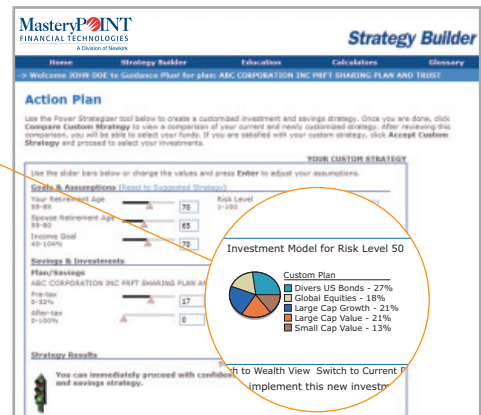 MasteryPOINT
FINANCIAL TECHNOLOGIES
A Division of Newkirk
Strategy Builder
Home Strategy Builder Education Calculators Glossary
-> Welcome JOHN DOE to Guidance Plus! for plan: ABC CORPORATION INC PRFT SHARING PLAN AND TRUST
Action Plan
Use the Power Strategizer tool below to create a customized investment and savings strategy. Once you are done, click
Compare Custom Strategy to view a comparison of your current and newly customized strategy. After reviewing this
comparison, you will be able to select your funds. If you are satisfied with your custom strategy, click Accept Custom
Strategy and proceed to select your investments.
YOUR CUSTOM STRATEGY
Use the slider bars below or change the values and press Enter to adjust your assumptions.
Goals & Assumptions (Reset to Suggested Strategy)
Your Retirement Age 70 Risk Level
1-100
Spouse Retirement Age 65
Income Goal 70
40-104%
Savings & Investments
Plan/Savings
ABC CORPORATION INC PRFT SHARING PLAN
Pre-tax 17
After-tax 0
0-100%
Strategy Results
You can immediately proceed with
and savings strategy.
Investment Model for Risk Level 50
Custom Plan
Divers US Bonds - 27%
Global Equities - 18%
Large Cap Growth - 21%
Large Cap Value - 21%
Small Cap Value - 13%
to Wealth View Switch to Current
implement this new